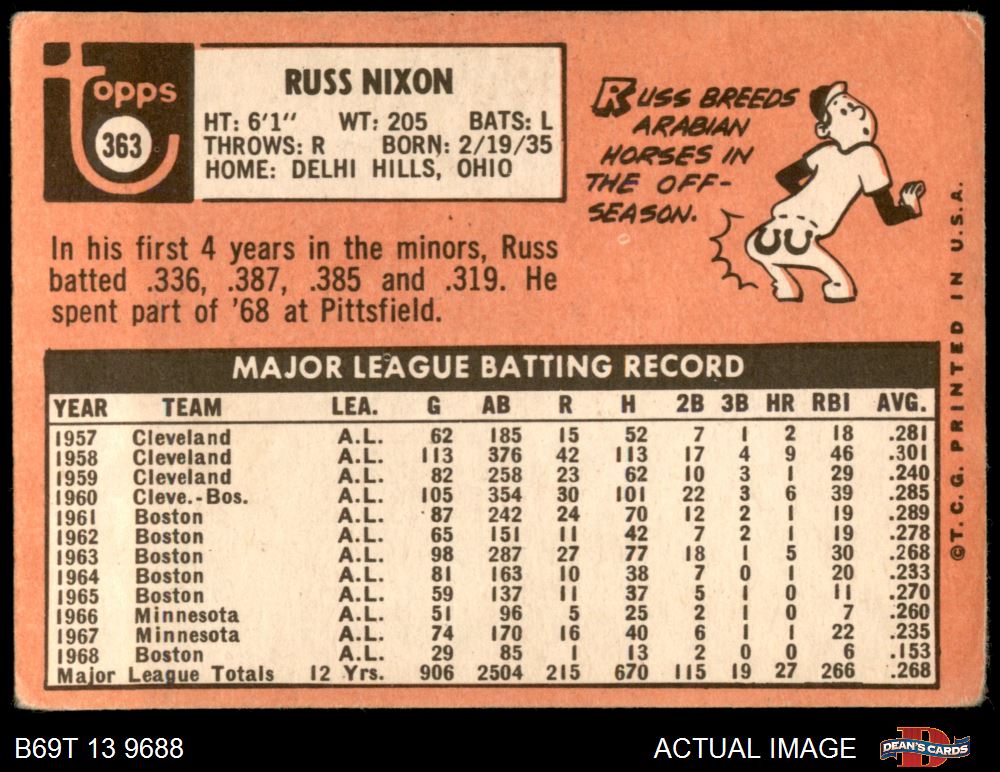 Topps
363
RUSS NIXON
HT: 6'1" WT: 205 BATS: L
THROWS: R BORN: 2/19/35
HOME: DELHI HILLS, OHIO
RUSS BREEDS
ARABIAN
HORSES IN
THE OFF-
SEASON.
In his first 4 years in the minors, Russ
batted .336, .387, .385 and .319. He
spent part of '68 at Pittsfield.
MAJOR LEAGUE BATTING RECORD
YEAR TEAM LEA. G AB R H 2B 3B HR RBI AVG.
1957 Cleveland A.L. 62 185 15 52 7 1 2 18 .281
1958 Cleveland A.L. 113 376 42 113 17 4 9 46 .301
1959 Cleveland A.L. 82 258 23 62 10 3 1 29 .240
1960 Cleve.-Bos. A.L. 105 354 30 101 22 3 6 39 .285
1961 Boston A.L. 87 242 24 70 12 2 1 19 .289
1962 Boston A.L. 65 151 11 42 7 2 1 19 .278
1963 Boston A.L. 98 287 27 77 18 1 5 30 .268
1964 Boston A.L. 81 163 10 38 7 0 1 20 .233
1965 Boston A.L. 59 137 11 37 5 1 0 11 .270
1966 Minnesota A.L. 51 96 5 25 2 1 0 7 .260
1967 Minnesota A.L. 74 170 16 40 6 1 1 22 .235
1968 Boston A.L. 29 85 1 13 2 0 0 6 .153
Major League Totals 12 Yrs. 906 2504 215 670 115 19 27 266 .268
©T.C.G. PRINTED IN U.S.A.
B69T 13 9688
ACTUAL IMAGE
DEAN'S CARDS